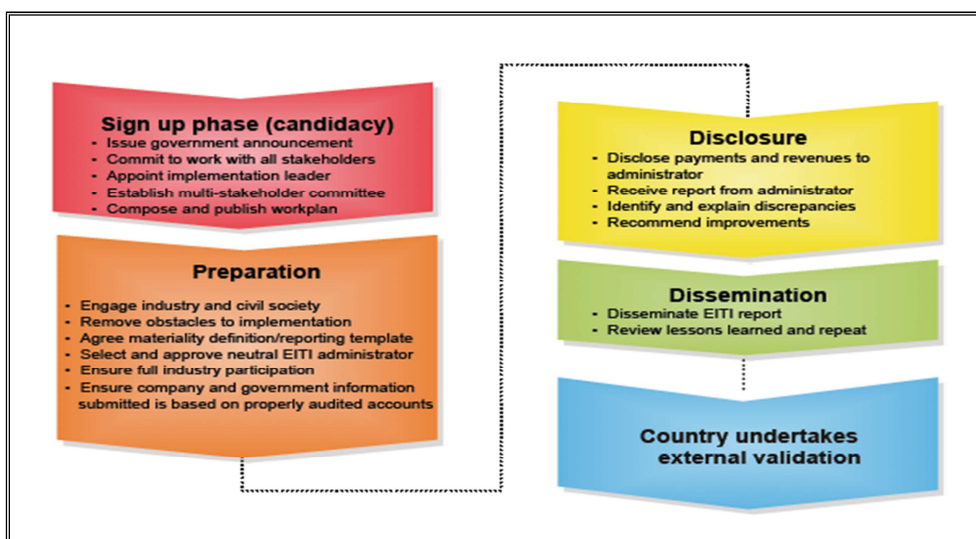 Sign up phase (candidacy)
• Issue government announcement
• Commit to work with all stakeholders
• Appoint implementation leader
• Establish multi-stakeholder committee
• Compose and publish workplan
Preparation
• Engage industry and civil society
• Remove obstacles to implementation
• Agree materiality definition/reporting template
• Select and approve neutral EITI administrator
• Ensure full industry participation
• Ensure company and government information
submitted is based on properly audited accounts
Disclosure
• Disclose payments and revenues to
administrator
• Receive report from administrator
• Identify and explain discrepancies
• Recommend improvements
Dissemination
• Disseminate EITI report
• Review lessons learned and repeat
Country undertakes
external validation